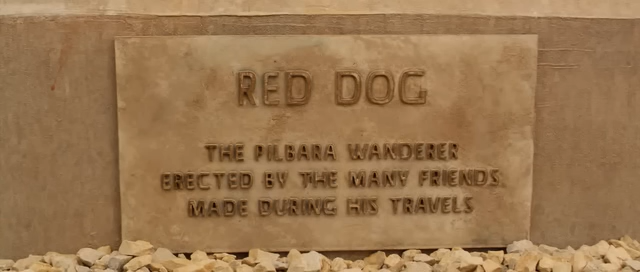 RED DOG
THE PILBARA WANDERER
ERECTED BY THE MANY FRIENDS
MADE DURING HIS TRAVELS